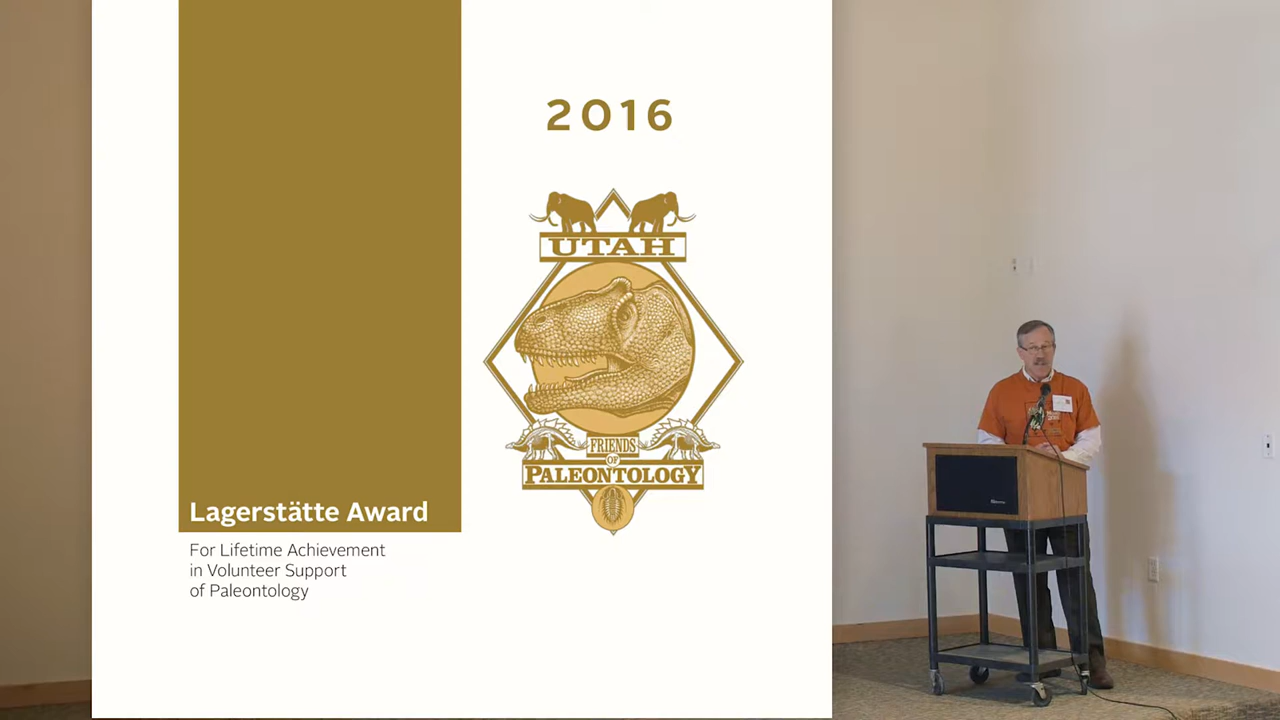 2016
UTAH
FRIENDS
OF
PALEONTOLOGY
Lagerstätte Award
For Lifetime Achievement
in Volunteer Support
of Paleontology